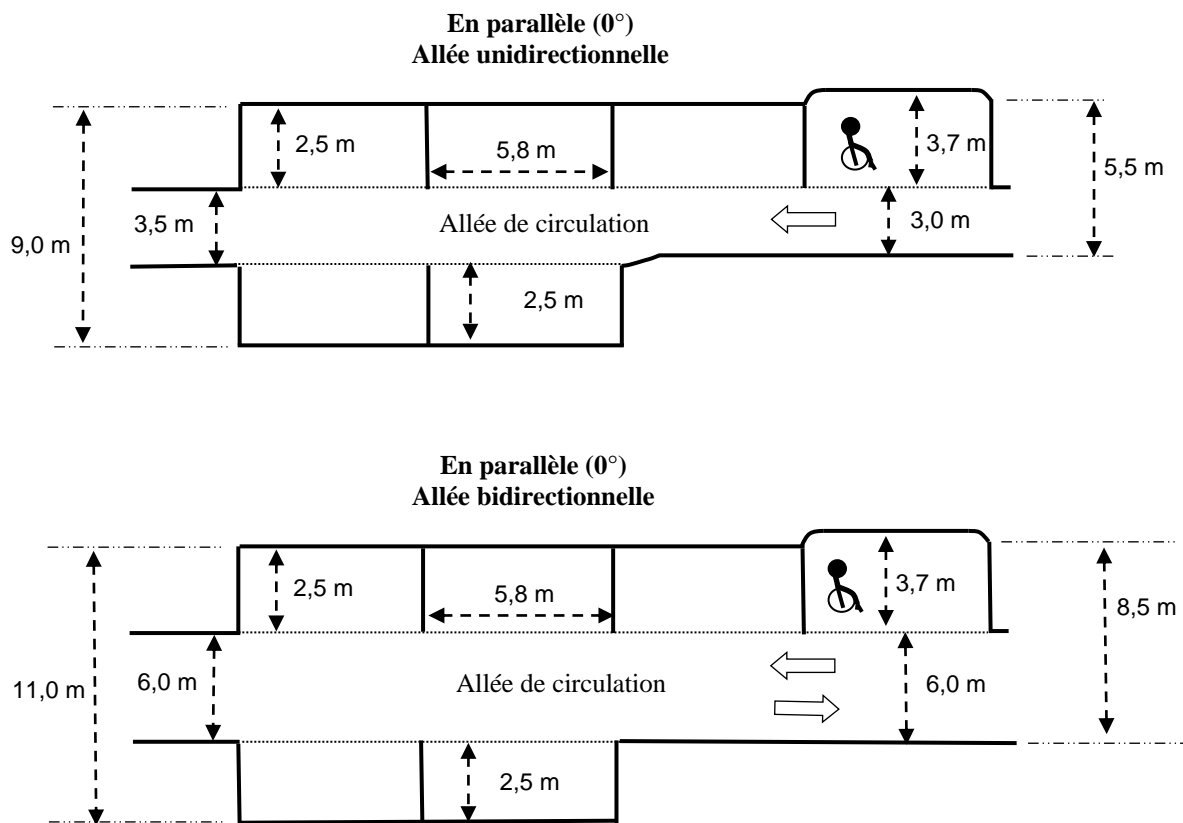 En parallèle (0°)
Allée unidirectionnelle
2,5 m
5,8 m
3,7 m
5,5 m
3,5 m
Allée de circulation
3,0 m
9,0 m
2,5 m
En parallèle (0°)
Allée bidirectionnelle
2,5 m
5,8 m
3,7 m
8,5 m
11,0 m
6,0 m
Allée de circulation
6,0 m
2,5 m